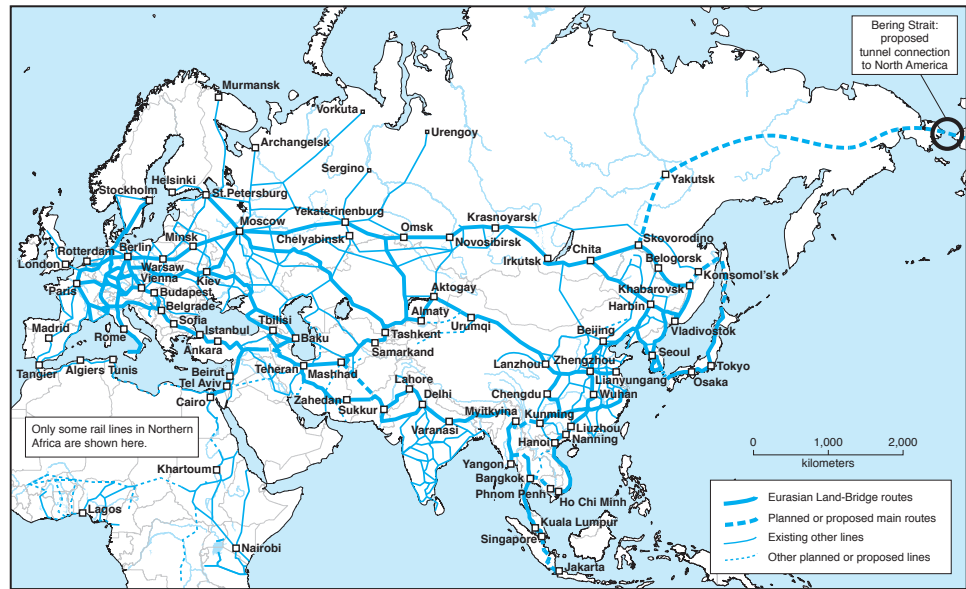 Bering Strait:
proposed
tunnel connection
to North America
Murmansk
Vorkuta
Urengoy
Archangelsk
Sergino
Yakutsk
Helsinki
Stockholm
St.Petersburg
Yekaterinenburg
Moscow
Omsk
Krasnoyarsk
Skovorodino
Chelyabinsk
Novosibirsk
Chita
Belogorsk
Irkutsk
Komsomol'sk
Minsk
Berlin
Rotterdam
London
Warsaw
Vienna
Kiev
Paris
Budapest
Belgrade
Khabarovsk
Harbin
Aktogay
Almaty
Urumqi
Vladivostok
Madrid
Rome
Sofia
Istanbul
Tbilisi
Baku
Tashkent
Samarkand
Beijing
Seoul
Tokyo
Osaka
Ankara
Tangier
Algiers Tunis
Beirut
Tel Aviv
Teheran
Mashhad
Lanzhou
Zhengzhou
Lianyungang
Cairo
Zahedan
Sukkur
Lahore
Delhi
Chengdu
Wuhan
Varanasi
Myitkyina
Kunming
Liuzhou
Nanning
Hanoi
Only some rail lines in Northern
Africa are shown here.
Khartoum
Yangon
Bangkok
Phnom Penh
Ho Chi Minh
Lagos
Nairobi
Kuala Lumpur
Singapore
Jakarta
0 1,000 2,000
kilometers
Eurasian Land-Bridge routes
Planned or proposed main routes
Existing other lines
Other planned or proposed lines